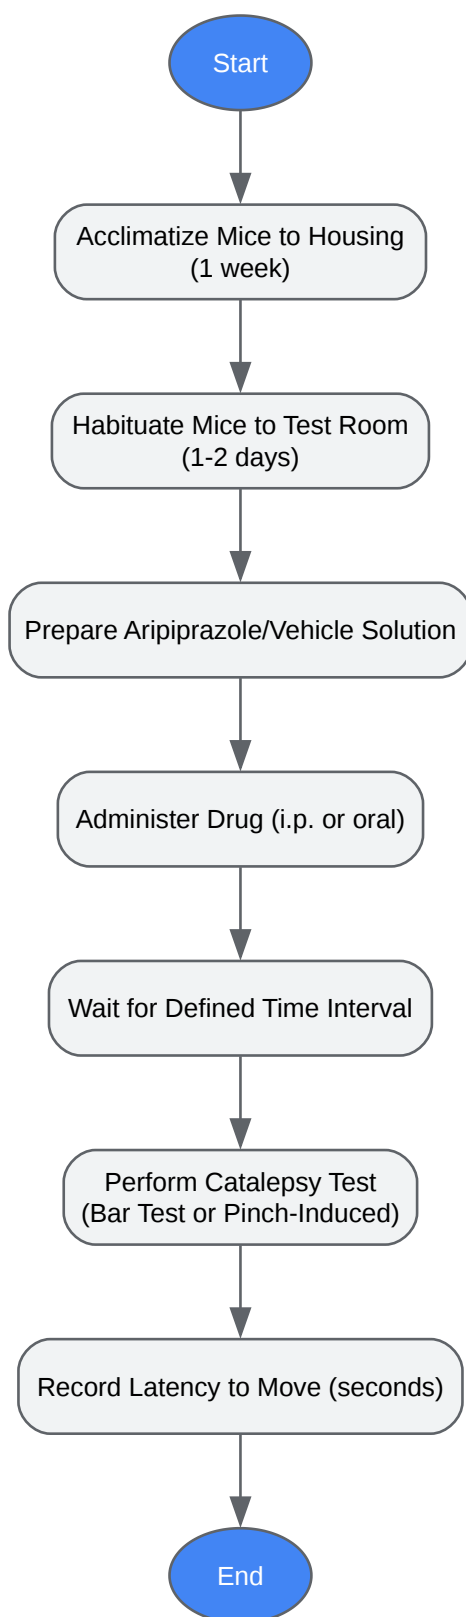 Start
Acclimatize Mice to Housing
(1 week)
Habituate Mice to Test Room
(1-2 days)
Prepare Aripiprazole/Vehicle Solution
Administer Drug (i.p. or oral)
Wait for Defined Time Interval
Perform Catalepsy Test
(Bar Test or Pinch-Induced)
Record Latency to Move (seconds)
End